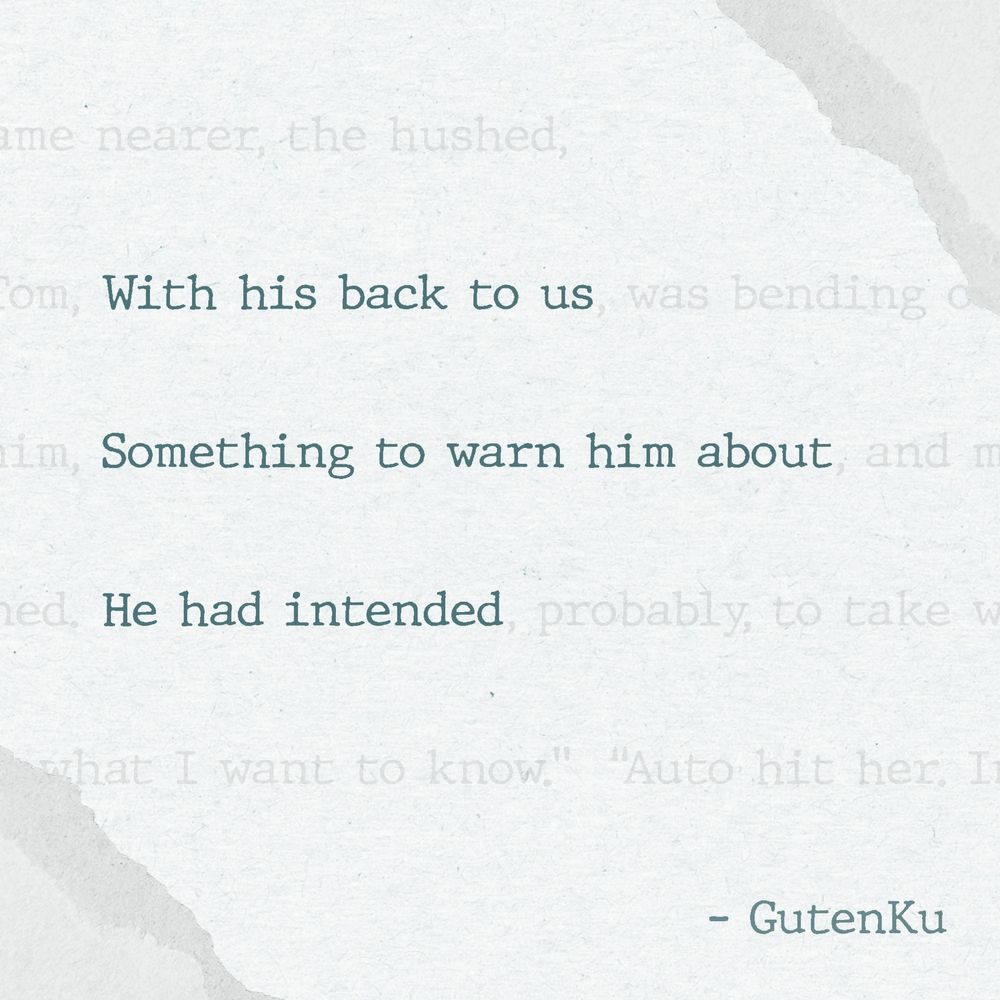 ame nearer, the hushed,
Tom, With his back to us, was bending o
him, Something to warn him about, and m
ned. He had intended, probably, to take w
what I want to know." "Auto hit her. In
- GutenKu